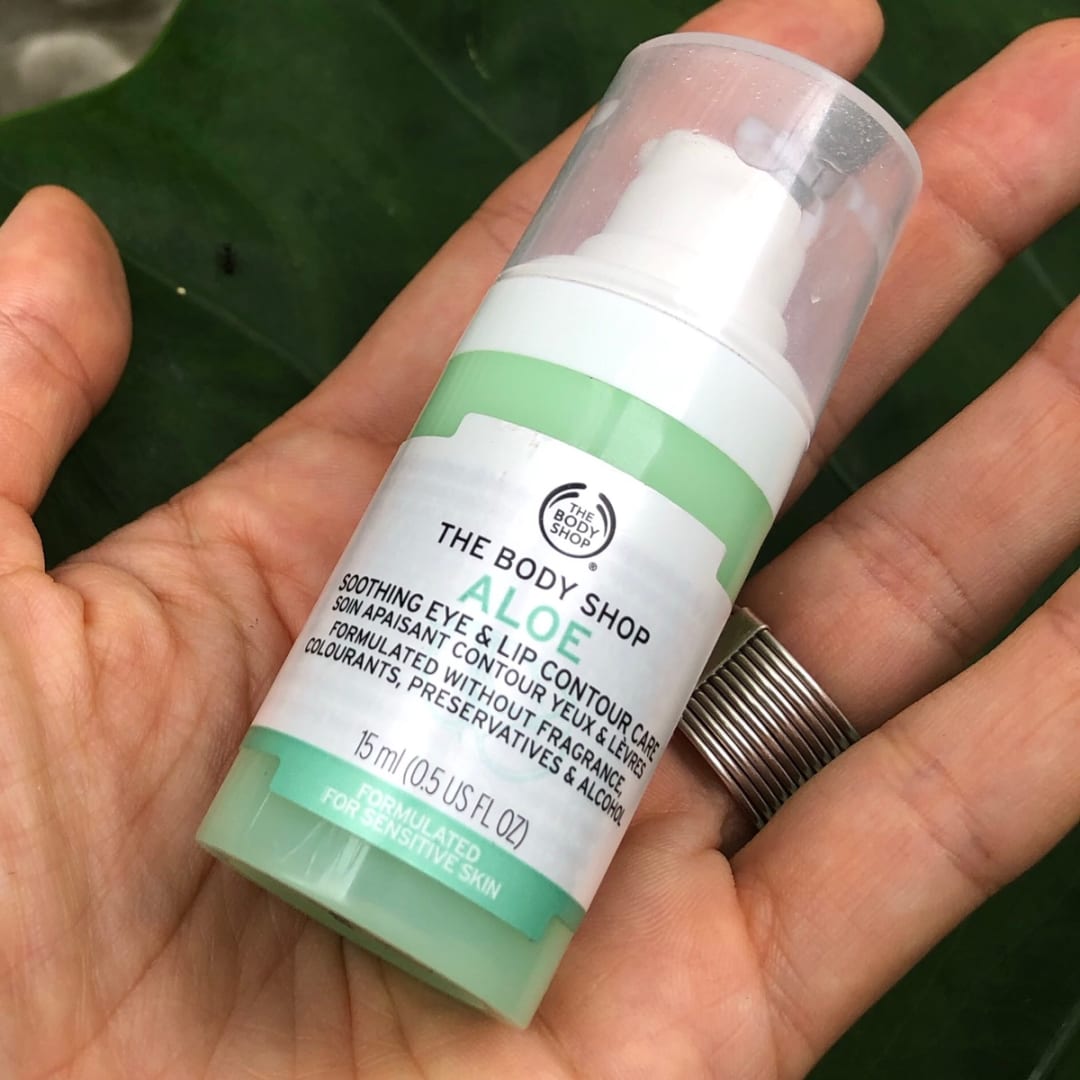 THE
BODY
SHOP
®
THE BODY SHOP
ALOE
SOOTHING EYE & LIP CONTOUR CARE
SOIN APAISANT CONTOUR YEUX & LÈVRES
FORMULATED WITHOUT FRAGRANCE,
COLOURANTS, PRESERVATIVES & ALCOHOL
15 ml (0.5 US FL OZ)
FORMULATED
FOR SENSITIVE SKIN